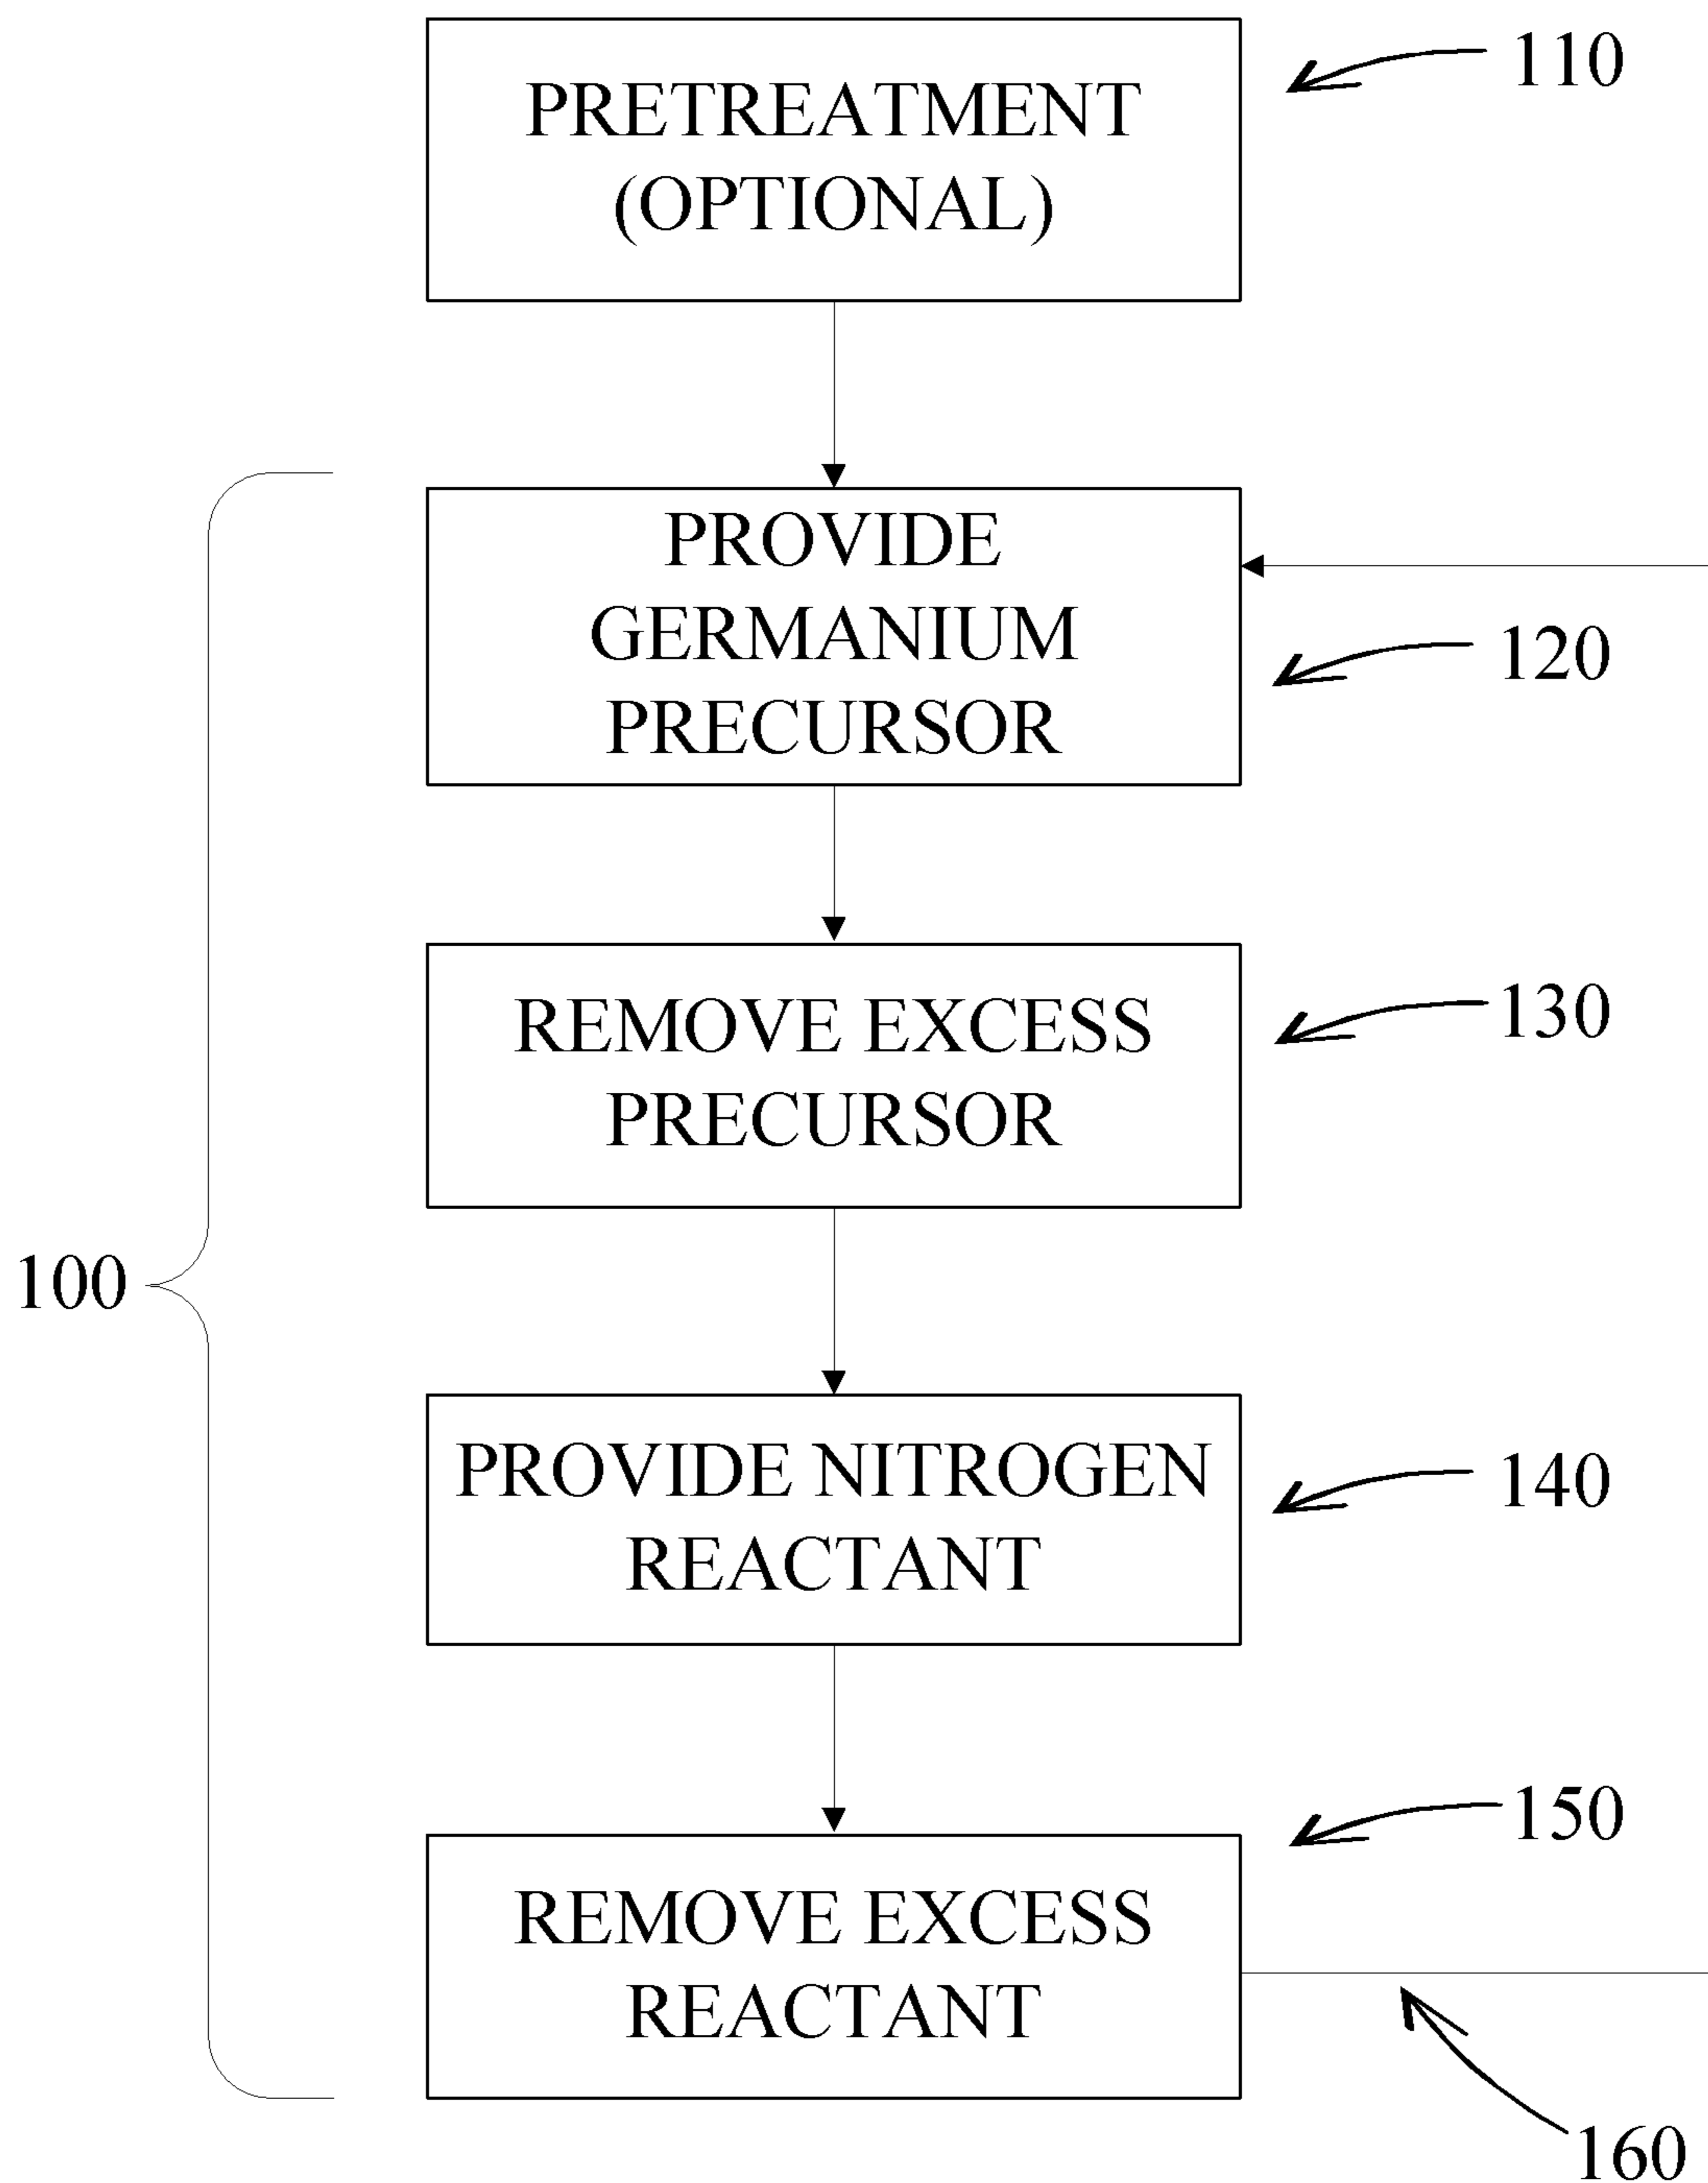 PRETREATMENT
(OPTIONAL)
110
PROVIDE
GERMANIUM
PRECURSOR
120
REMOVE EXCESS
PRECURSOR
130
100
PROVIDE NITROGEN
REACTANT
140
REMOVE EXCESS
REACTANT
150
160